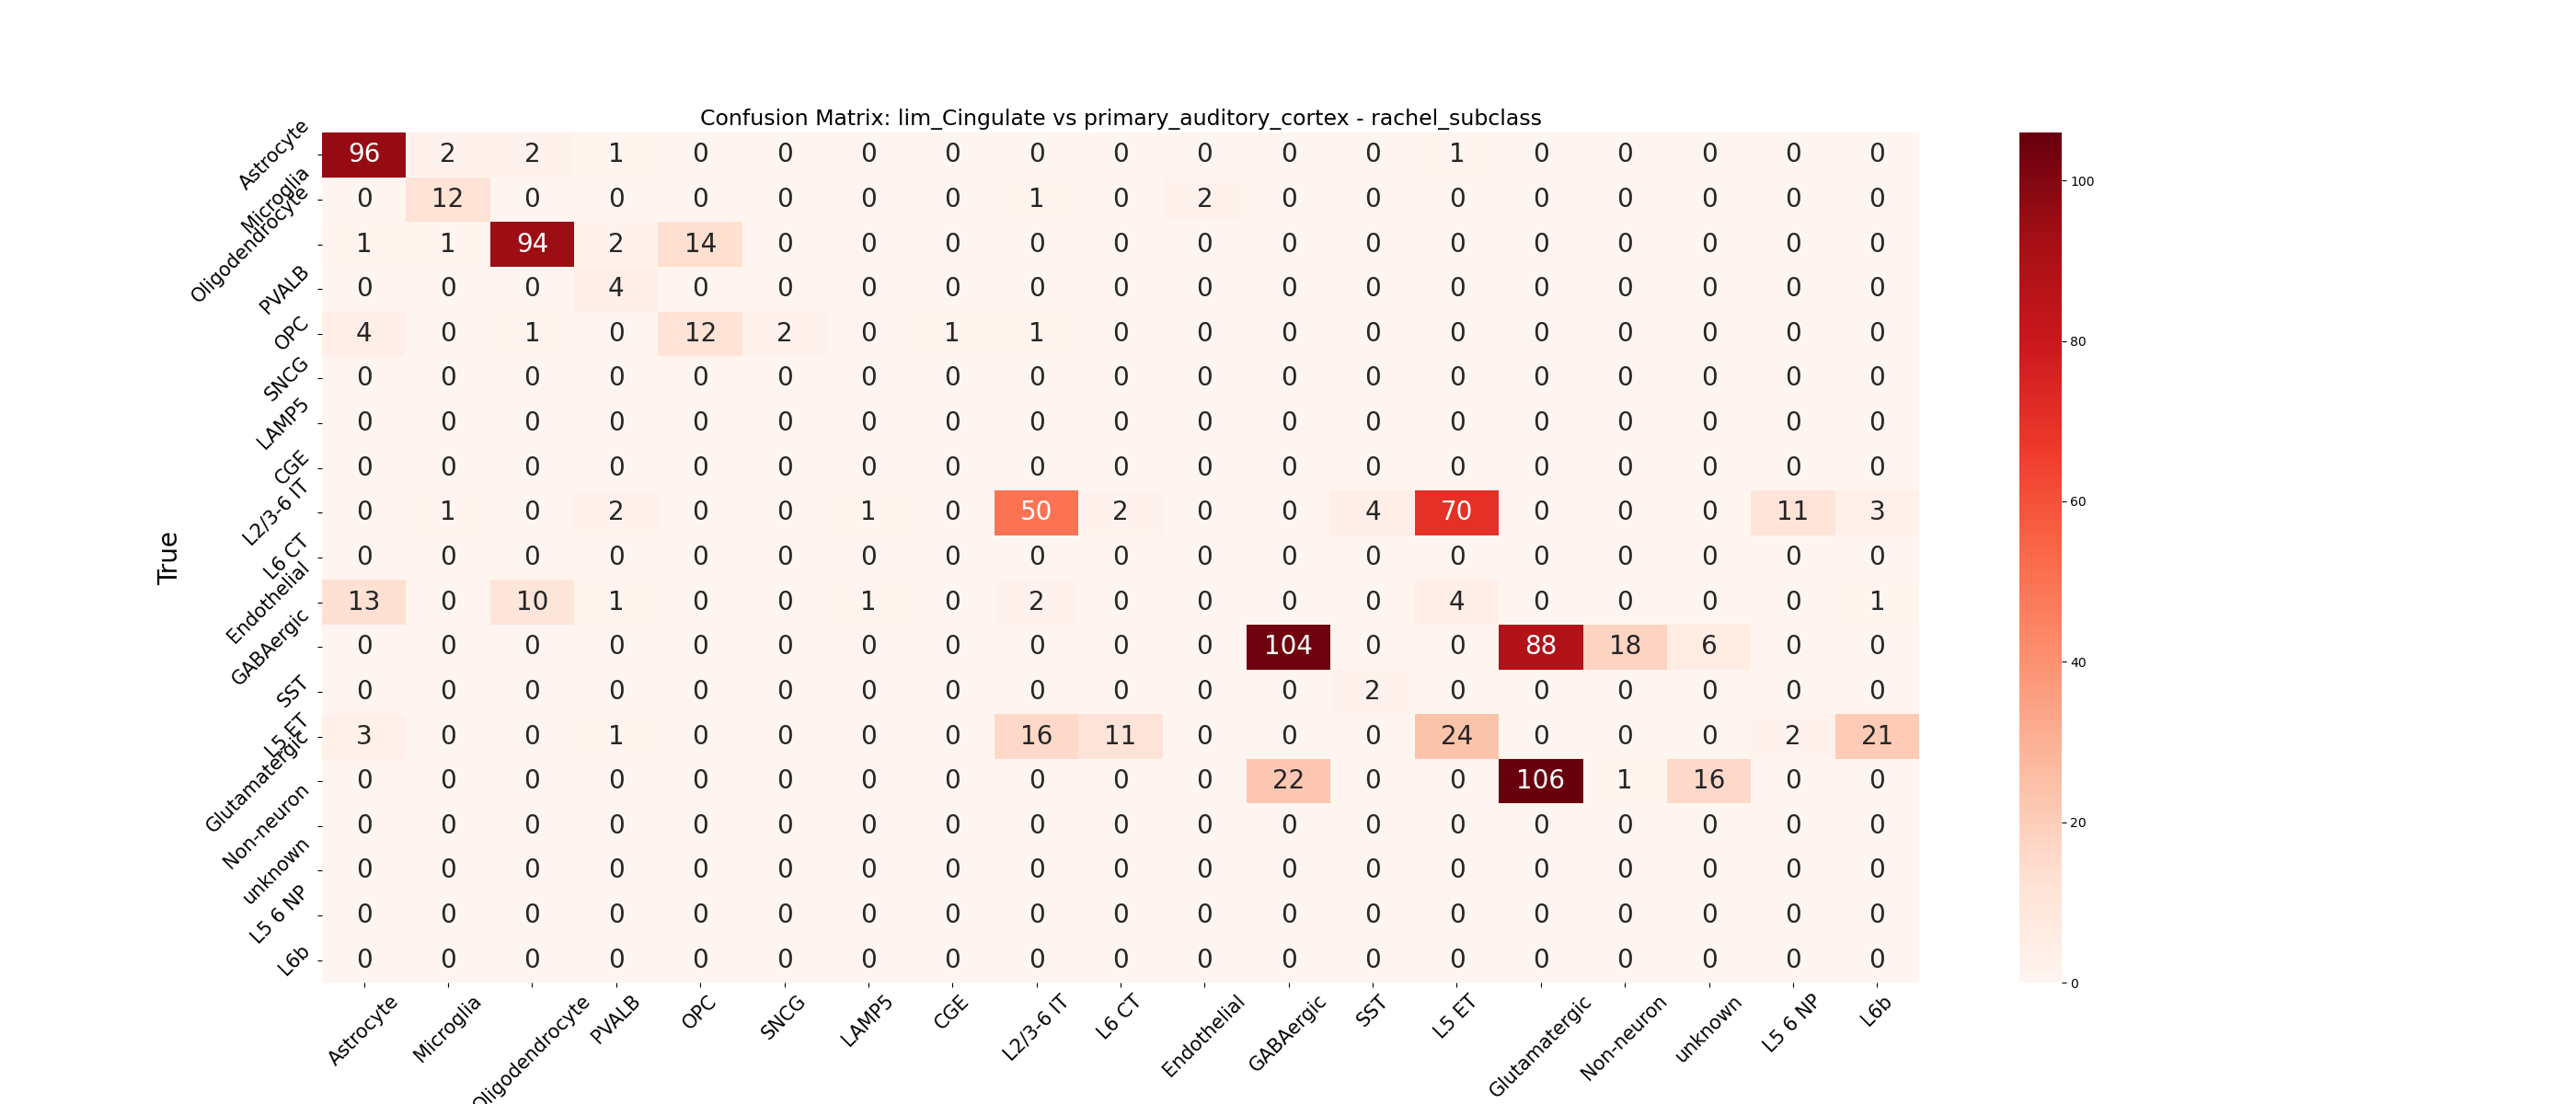 Confusion Matrix: lim_Cingulate vs primary_auditory_cortex - rachel_subclass
True
Astrocyte 96 2 2 1 0 0 0 0 0 0 0 0 0 1 0 0 0 0 0
Microglia 0 12 0 0 0 0 0 0 1 0 2 0 0 0 0 0 0 0 0
Oligodendrocyte 1 1 94 2 14 0 0 0 0 0 0 0 0 0 0 0 0 0 0
PVALB 0 0 0 4 0 0 0 0 0 0 0 0 0 0 0 0 0 0 0
OPC 4 0 1 0 12 2 0 1 1 0 0 0 0 0 0 0 0 0 0
SNCG 0 0 0 0 0 0 0 0 0 0 0 0 0 0 0 0 0 0 0
LAMP5 0 0 0 0 0 0 0 0 0 0 0 0 0 0 0 0 0 0 0
CGE 0 0 0 0 0 0 0 0 0 0 0 0 0 0 0 0 0 0 0
L2/3-6 IT 0 1 0 2 0 0 1 0 50 2 0 0 4 70 0 0 0 11 3
L6 CT 0 0 0 0 0 0 0 0 0 0 0 0 0 0 0 0 0 0 0
Endothelial 13 0 10 1 0 0 1 0 2 0 0 0 0 4 0 0 0 0 1
GABAergic 0 0 0 0 0 0 0 0 0 0 0 104 0 0 88 18 6 0 0
SST 0 0 0 0 0 0 0 0 0 0 0 0 2 0 0 0 0 0 0
L5 ET 3 0 0 1 0 0 0 0 16 11 0 0 0 24 0 0 0 2 21
Glutamatergic 0 0 0 0 0 0 0 0 0 0 0 22 0 0 106 1 16 0 0
Non-neuron 0 0 0 0 0 0 0 0 0 0 0 0 0 0 0 0 0 0 0
unknown 0 0 0 0 0 0 0 0 0 0 0 0 0 0 0 0 0 0 0
L5 6 NP 0 0 0 0 0 0 0 0 0 0 0 0 0 0 0 0 0 0 0
L6b 0 0 0 0 0 0 0 0 0 0 0 0 0 0 0 0 0 0 0
Astrocyte Microglia Oligodendrocyte PVALB OPC SNCG LAMP5 CGE L2/3-6 IT L6 CT Endothelial GABAergic SST L5 ET Glutamatergic Non-neuron unknown L5 6 NP L6b
100
80
60
40
20
0